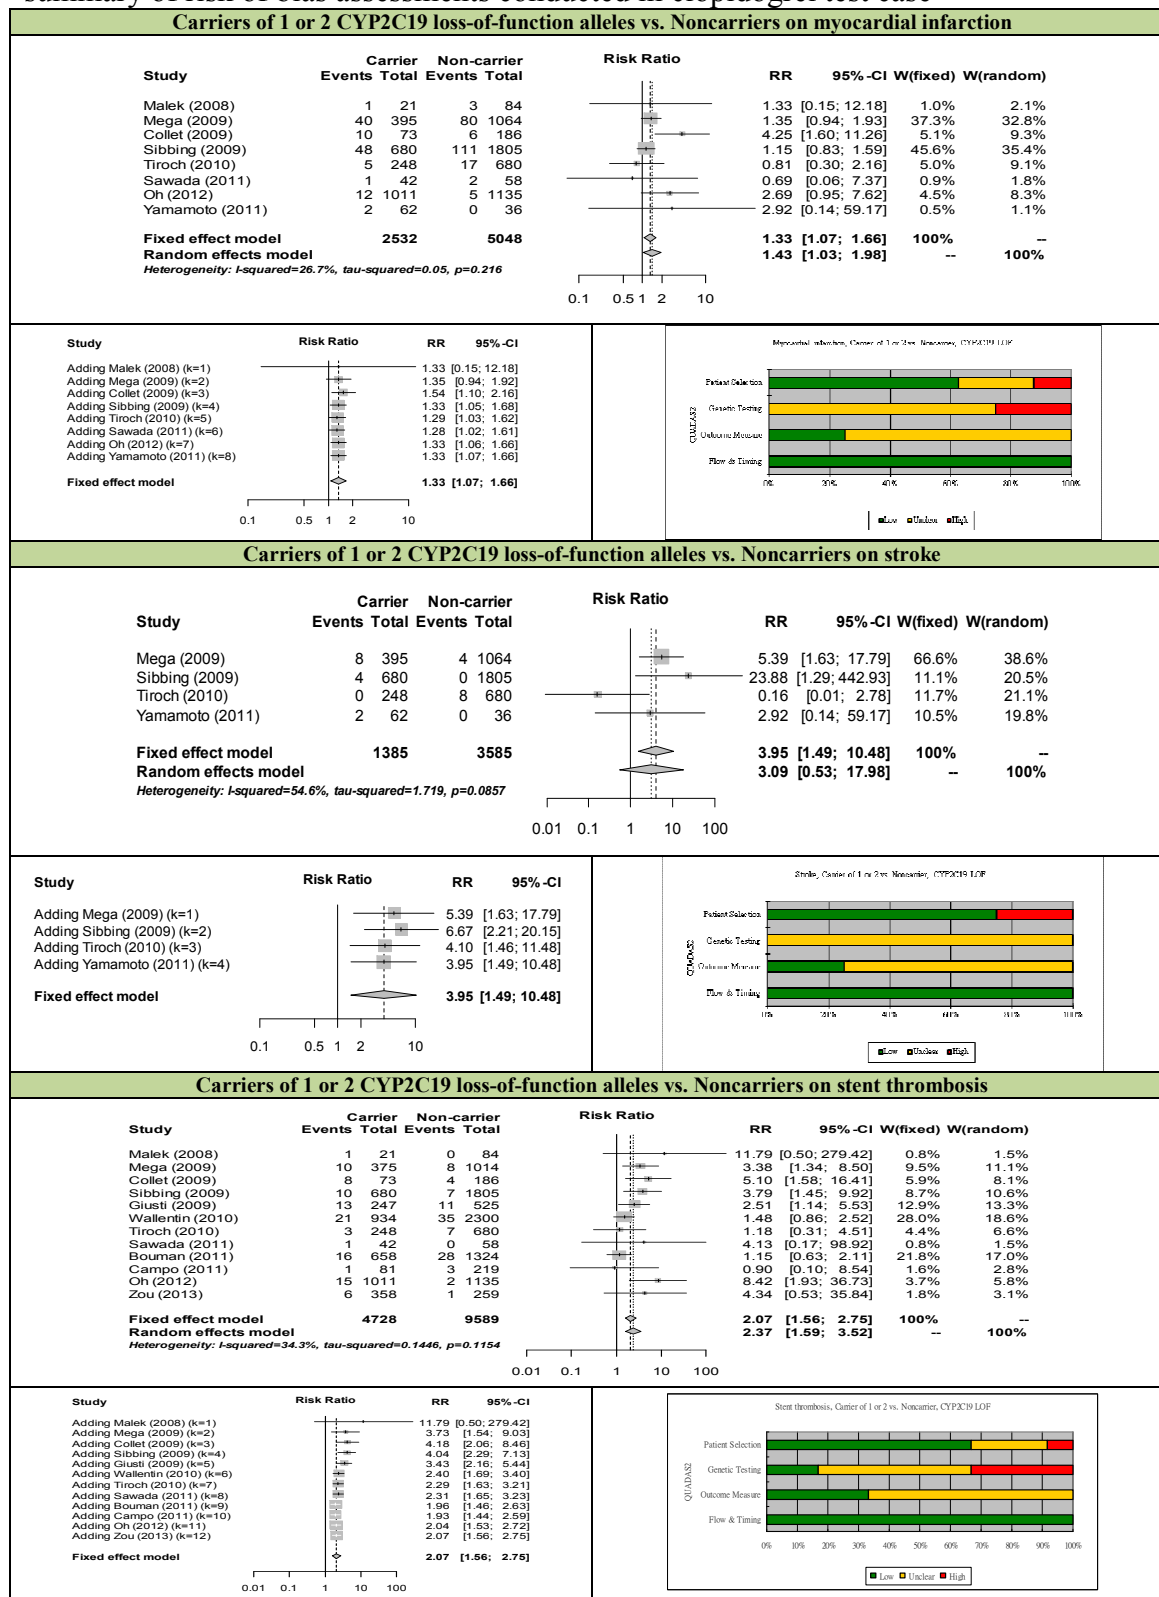 summary of risk of bias assessments conducted in clopidogrel test case
Carriers of 1 or 2 CYP2C19 loss-of-function alleles vs. Noncarriers on myocardial infarction
Carrier Non-carrier Risk Ratio
Study Events Total Events Total RR 95%-CI W(fixed) W(random)
Malek (2008) 1 21 3 84 1.33 [0.15; 12.18] 1.0% 2.1%
Mega (2009) 40 395 80 1064 1.35 [0.94; 1.93] 37.3% 32.8%
Collet (2009) 10 73 6 186 4.25 [1.60; 11.26] 5.1% 9.3%
Sibbing (2009) 48 680 111 1805 1.15 [0.83; 1.59] 45.6% 35.4%
Tiroch (2010) 5 248 17 680 0.81 [0.30; 2.16] 5.0% 9.1%
Sawada (2011) 1 42 2 58 0.69 [0.06; 7.37] 0.9% 1.8%
Oh (2012) 12 1011 5 1135 2.69 [0.95; 7.62] 4.5% 8.3%
Yamamoto (2011) 2 62 0 36 2.92 [0.14; 59.17] 0.5% 1.1%
Fixed effect model 2532 5048 1.33 [1.07; 1.66] 100% --
Random effects model 1.43 [1.03; 1.98] -- 100%
Heterogeneity: I-squared=26.7%, tau-squared=0.05, p=0.216
0.1 0.5 1 2 10
Study Risk Ratio RR 95%-CI
Adding Malek (2008) (k=1) 1.33 [0.15; 12.18]
Adding Mega (2009) (k=2) 1.35 [0.94; 1.92]
Adding Collet (2009) (k=3) 1.54 [1.10; 2.16]
Adding Sibbing (2009) (k=4) 1.33 [1.05; 1.68]
Adding Tiroch (2010) (k=5) 1.29 [1.03; 1.62]
Adding Sawada (2011) (k=6) 1.28 [1.02; 1.61]
Adding Oh (2012) (k=7) 1.33 [1.06; 1.66]
Adding Yamamoto (2011) (k=8) 1.33 [1.07; 1.66]
Fixed effect model 1.33 [1.07; 1.66]
0.1 0.5 1 2 10
Myocardial infarction, Carrier of 1 or 2 vs. Noncarrier, CYP2C19 LOF
QUADAS2
Patient Selection
Genetic Testing
Outcome Measure
Flow & Timing
0% 20% 40% 60% 80% 100%
Low Unclear High
Carriers of 1 or 2 CYP2C19 loss-of-function alleles vs. Noncarriers on stroke
Carrier Non-carrier Risk Ratio
Study Events Total Events Total RR 95%-CI W(fixed) W(random)
Mega (2009) 8 395 4 1064 5.39 [1.63; 17.79] 66.6% 38.6%
Sibbing (2009) 4 680 0 1805 23.88 [1.29; 442.93] 11.1% 20.5%
Tiroch (2010) 0 248 8 680 0.16 [0.01; 2.78] 11.7% 21.1%
Yamamoto (2011) 2 62 0 36 2.92 [0.14; 59.17] 10.5% 19.8%
Fixed effect model 1385 3585 3.95 [1.49; 10.48] 100% --
Random effects model 3.09 [0.53; 17.98] -- 100%
Heterogeneity: I-squared=54.6%, tau-squared=1.719, p=0.0857
0.01 0.1 1 10 100
Study Risk Ratio RR 95%-CI
Adding Mega (2009) (k=1) 5.39 [1.63; 17.79]
Adding Sibbing (2009) (k=2) 6.67 [2.21; 20.15]
Adding Tiroch (2010) (k=3) 4.10 [1.46; 11.48]
Adding Yamamoto (2011) (k=4) 3.95 [1.49; 10.48]
Fixed effect model 3.95 [1.49; 10.48]
0.1 0.5 1 2 10
Stroke, Carrier of 1 or 2 vs. Noncarrier, CYP2C19 LOF
QUADAS2
Patient Selection
Genetic Testing
Outcome Measure
Flow & Timing
0% 20% 40% 60% 80% 100%
Low Unclear High
Carriers of 1 or 2 CYP2C19 loss-of-function alleles vs. Noncarriers on stent thrombosis
Carrier Non-carrier Risk Ratio
Study Events Total Events Total RR 95%-CI W(fixed) W(random)
Malek (2008) 1 21 0 84 11.79 [0.50; 279.42] 0.8% 1.5%
Mega (2009) 10 375 8 1014 3.38 [1.34; 8.50] 9.5% 11.1%
Collet (2009) 8 73 4 186 5.10 [1.58; 16.41] 5.9% 8.1%
Sibbing (2009) 10 680 7 1805 3.79 [1.45; 9.92] 8.7% 10.6%
Giusti (2009) 13 247 11 525 2.51 [1.14; 5.53] 12.9% 13.3%
Wallentin (2010) 21 934 35 2300 1.48 [0.86; 2.52] 28.0% 18.6%
Tiroch (2010) 3 248 7 680 1.18 [0.31; 4.51] 4.4% 6.6%
Sawada (2011) 1 42 0 58 4.13 [0.17; 98.92] 0.8% 1.5%
Bouman (2011) 16 658 28 1324 1.15 [0.63; 2.11] 21.8% 17.0%
Campo (2011) 1 81 3 219 0.90 [0.10; 8.54] 1.6% 2.8%
Oh (2012) 15 1011 2 1135 8.42 [1.93; 36.73] 3.7% 5.8%
Zou (2013) 6 358 1 259 4.34 [0.53; 35.84] 1.8% 3.1%
Fixed effect model 4728 9589 2.07 [1.56; 2.75] 100% --
Random effects model 2.37 [1.59; 3.52] -- 100%
Heterogeneity: I-squared=34.3%, tau-squared=0.1446, p=0.1154
0.01 0.1 1 10 100
Study Risk Ratio RR 95%-CI
Adding Malek (2008) (k=1) 11.79 [0.50; 279.42]
Adding Mega (2009) (k=2) 3.73 [1.54; 9.03]
Adding Collet (2009) (k=3) 4.18 [2.06; 8.46]
Adding Sibbing (2009) (k=4) 4.04 [2.29; 7.13]
Adding Giusti (2009) (k=5) 3.43 [2.16; 5.44]
Adding Wallentin (2010) (k=6) 2.40 [1.69; 3.40]
Adding Tiroch (2010) (k=7) 2.29 [1.63; 3.21]
Adding Sawada (2011) (k=8) 2.31 [1.65; 3.23]
Adding Bouman (2011) (k=9) 1.96 [1.46; 2.63]
Adding Campo (2011) (k=10) 1.93 [1.44; 2.59]
Adding Oh (2012) (k=11) 2.04 [1.53; 2.72]
Adding Zou (2013) (k=12) 2.07 [1.56; 2.75]
Fixed effect model 2.07 [1.56; 2.75]
0.01 0.1 1 10 100
Stent thrombosis, Carrier of 1 or 2 vs. Noncarrier, CYP2C19 LOF
QUADAS2
Patient Selection
Genetic Testing
Outcome Measure
Flow & Timing
0% 10% 20% 30% 40% 50% 60% 70% 80% 90% 100%
Low Unclear High